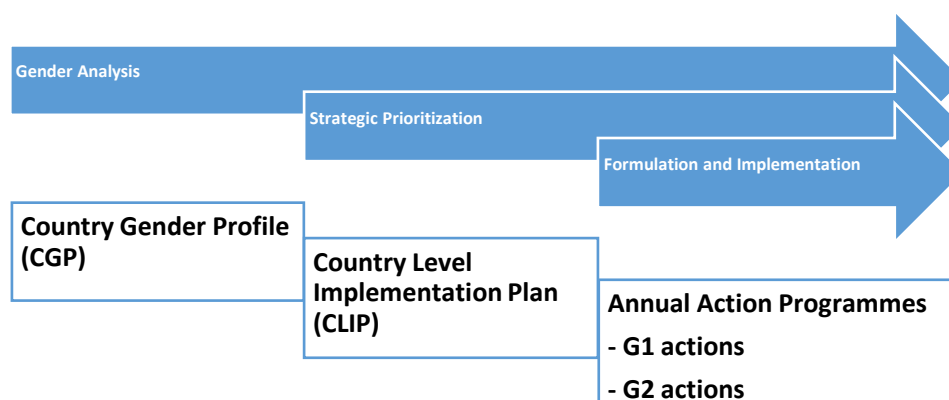 Gender Analysis
Strategic Prioritization
Formulation and Implementation
Country Gender Profile
(CGP)
Country Level
Implementation Plan
(CLIP)
Annual Action Programmes
- G1 actions
- G2 actions